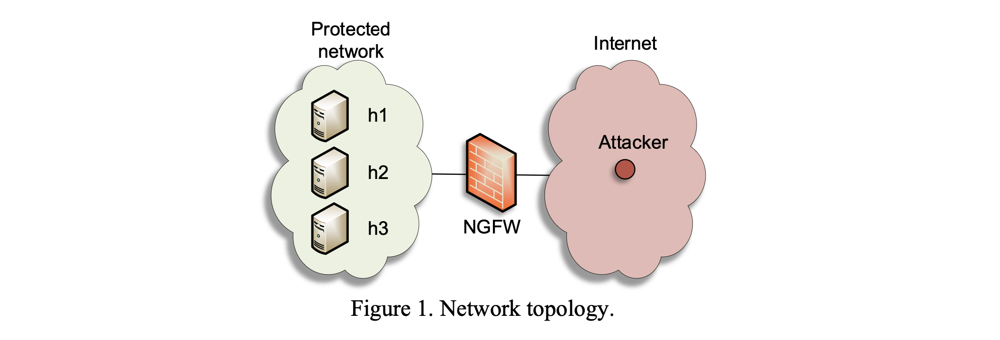 Protected
network
Internet
h1
Attacker
h2
h3
NGFW
Figure 1. Network topology.